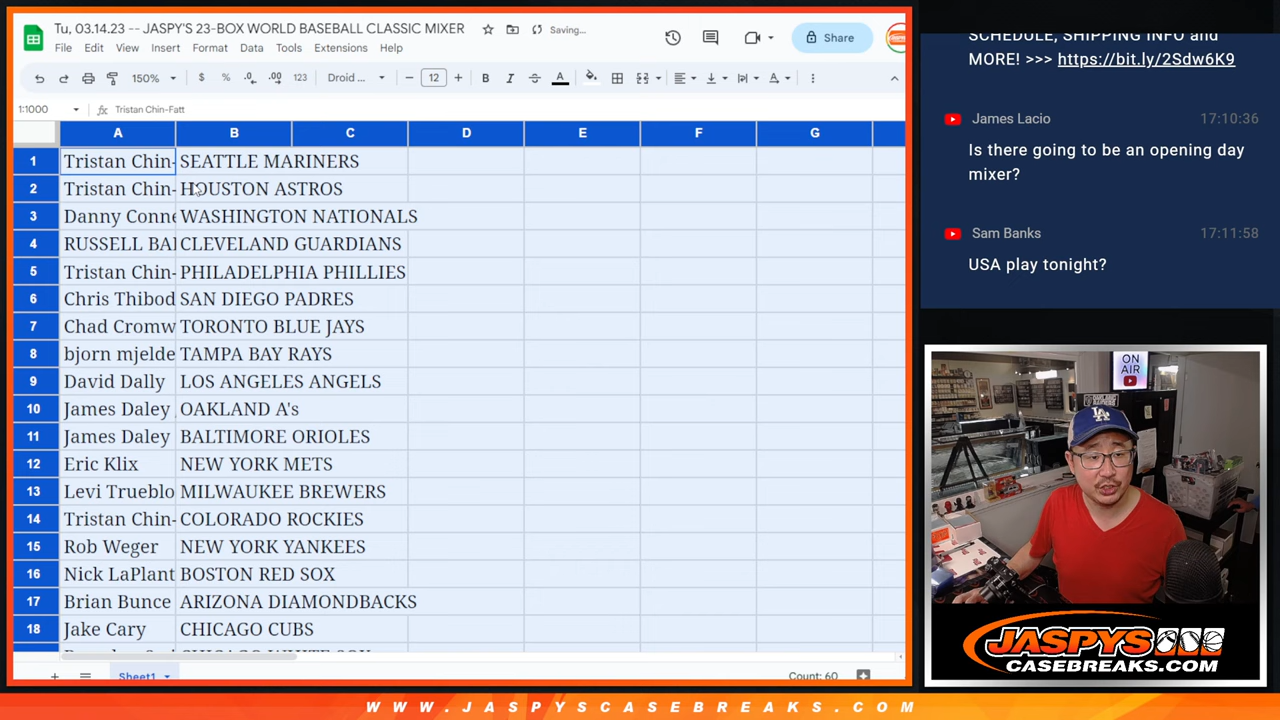 Tu, 03.14.23 -- JASPY'S 23-BOX WORLD BASEBALL CLASSIC MIXER
Saving...
File Edit View Insert Format Data Tools Extensions Help
Share
150%
$ % .0 .00 123
Droid ...
12
B I A
1:1000
fx Tristan Chin-Fatt
A B C D E F G
1 Tristan Chin- SEATTLE MARINERS
2 Tristan Chin- HOUSTON ASTROS
3 Danny Conne WASHINGTON NATIONALS
4 RUSSELL BAI CLEVELAND GUARDIANS
5 Tristan Chin- PHILADELPHIA PHILLIES
6 Chris Thibod SAN DIEGO PADRES
7 Chad Cromw TORONTO BLUE JAYS
8 bjorn mjelde TAMPA BAY RAYS
9 David Dally LOS ANGELES ANGELS
10 James Daley OAKLAND A's
11 James Daley BALTIMORE ORIOLES
12 Eric Klix NEW YORK METS
13 Levi Trueblo MILWAUKEE BREWERS
14 Tristan Chin- COLORADO ROCKIES
15 Rob Weger NEW YORK YANKEES
16 Nick LaPlant BOSTON RED SOX
17 Brian Bunce ARIZONA DIAMONDBACKS
18 Jake Cary CHICAGO CUBS
CHICAGO WHITE SOX
Sheet1
Count: 60
SCHEDULE, SHIPPING INFO and
MORE! >>> https://bit.ly/2Sdw6K9
James Lacio 17:10:36
Is there going to be an opening day
mixer?
Sam Banks 17:11:58
USA play tonight?
ON
AIR
LA
JASPYS
CASEBREAKS.COM
WWW.JASPYSCASEBREAKS.COM